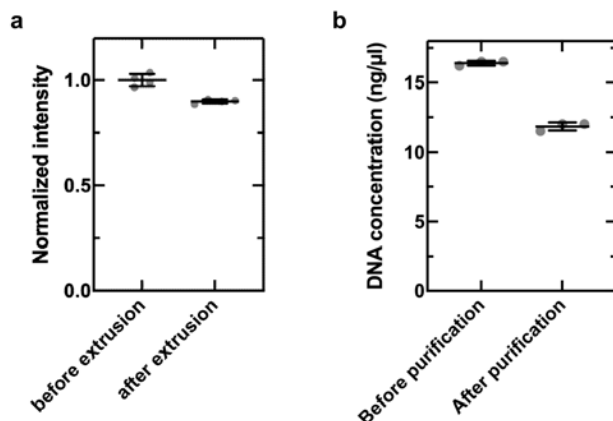 a
Normalized intensity
1.0
0.5
0.0
before extrusion
after extrusion
b
DNA concentration (ng/µl)
15
10
5
0
Before purification
After purification